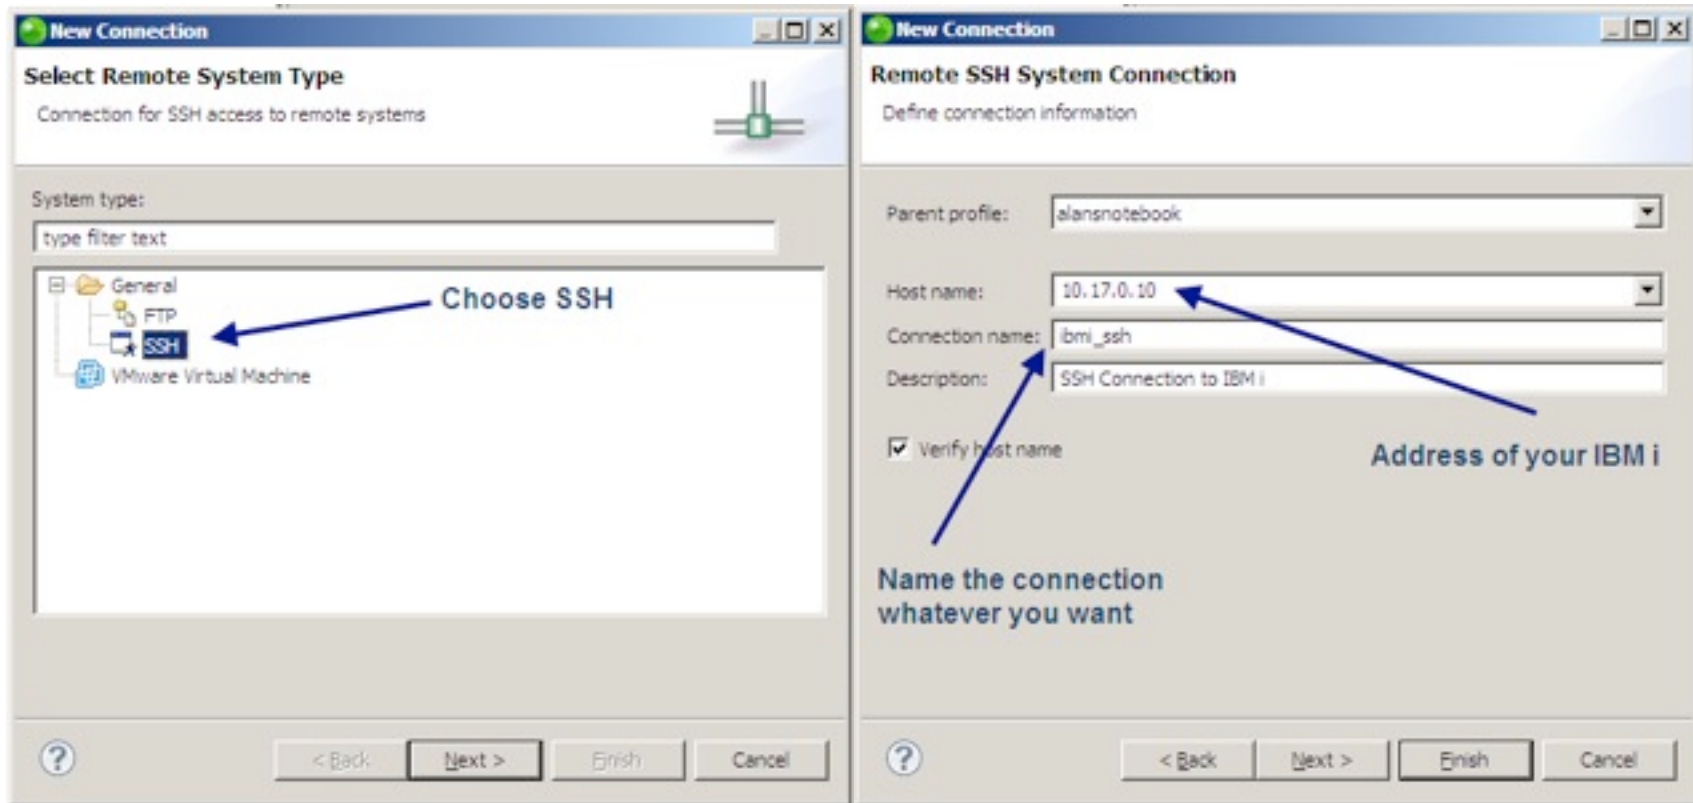 New Connection
Select Remote System Type
Connection for SSH access to remote systems
System type:
type filter text
General
FTP
SSH
VMware Virtual Machine
Choose SSH
?
< Back
Next >
Finish
Cancel
New Connection
Remote SSH System Connection
Define connection information
Parent profile:
alansnotebook
Host name:
10.17.0.10
Connection name:
ibmi_ssh
Description:
SSH Connection to IBM i
Verify host name
Address of your IBM i
Name the connection
whatever you want
?
< Back
Next >
Finish
Cancel